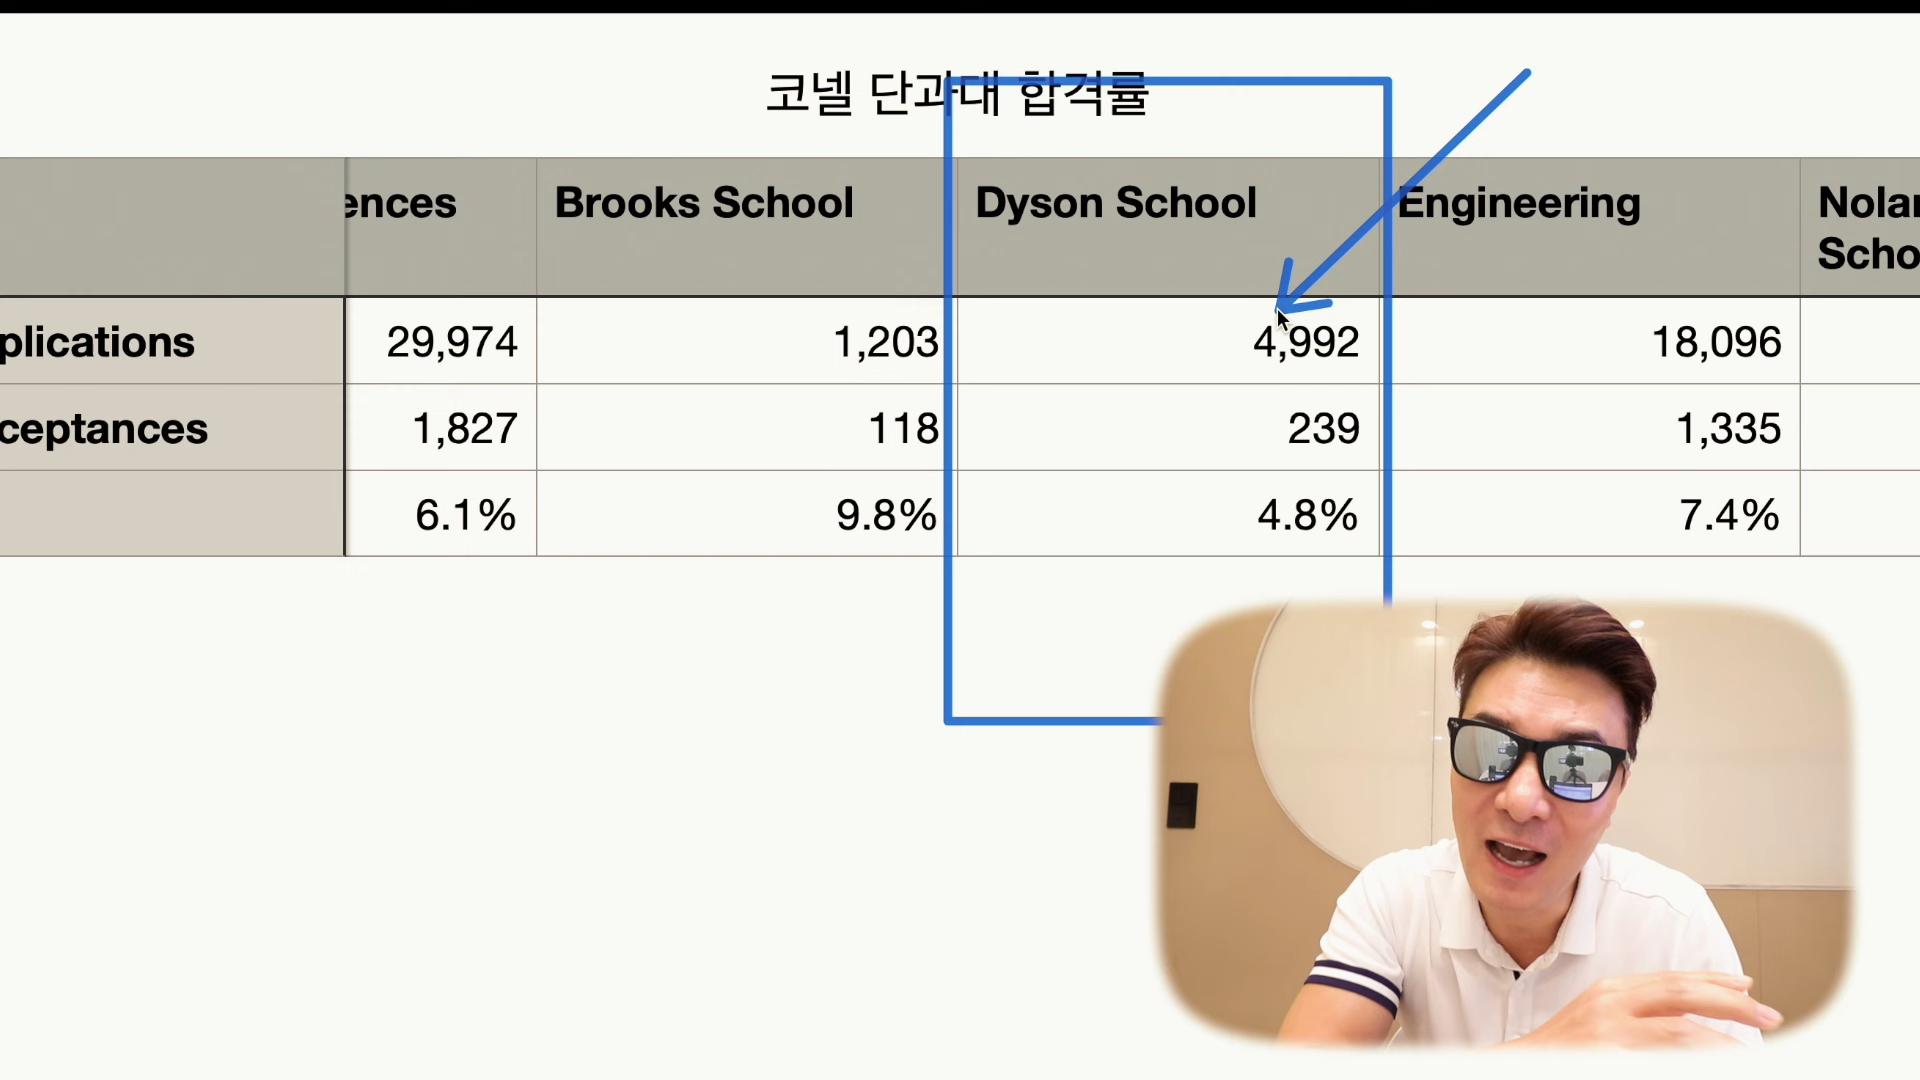 코넬 단과대 합격률
ences Brooks School Dyson School Engineering Nolan
Scho
plications 29,974 1,203 4,992 18,096
ceptances 1,827 118 239 1,335
6.1% 9.8% 4.8% 7.4%